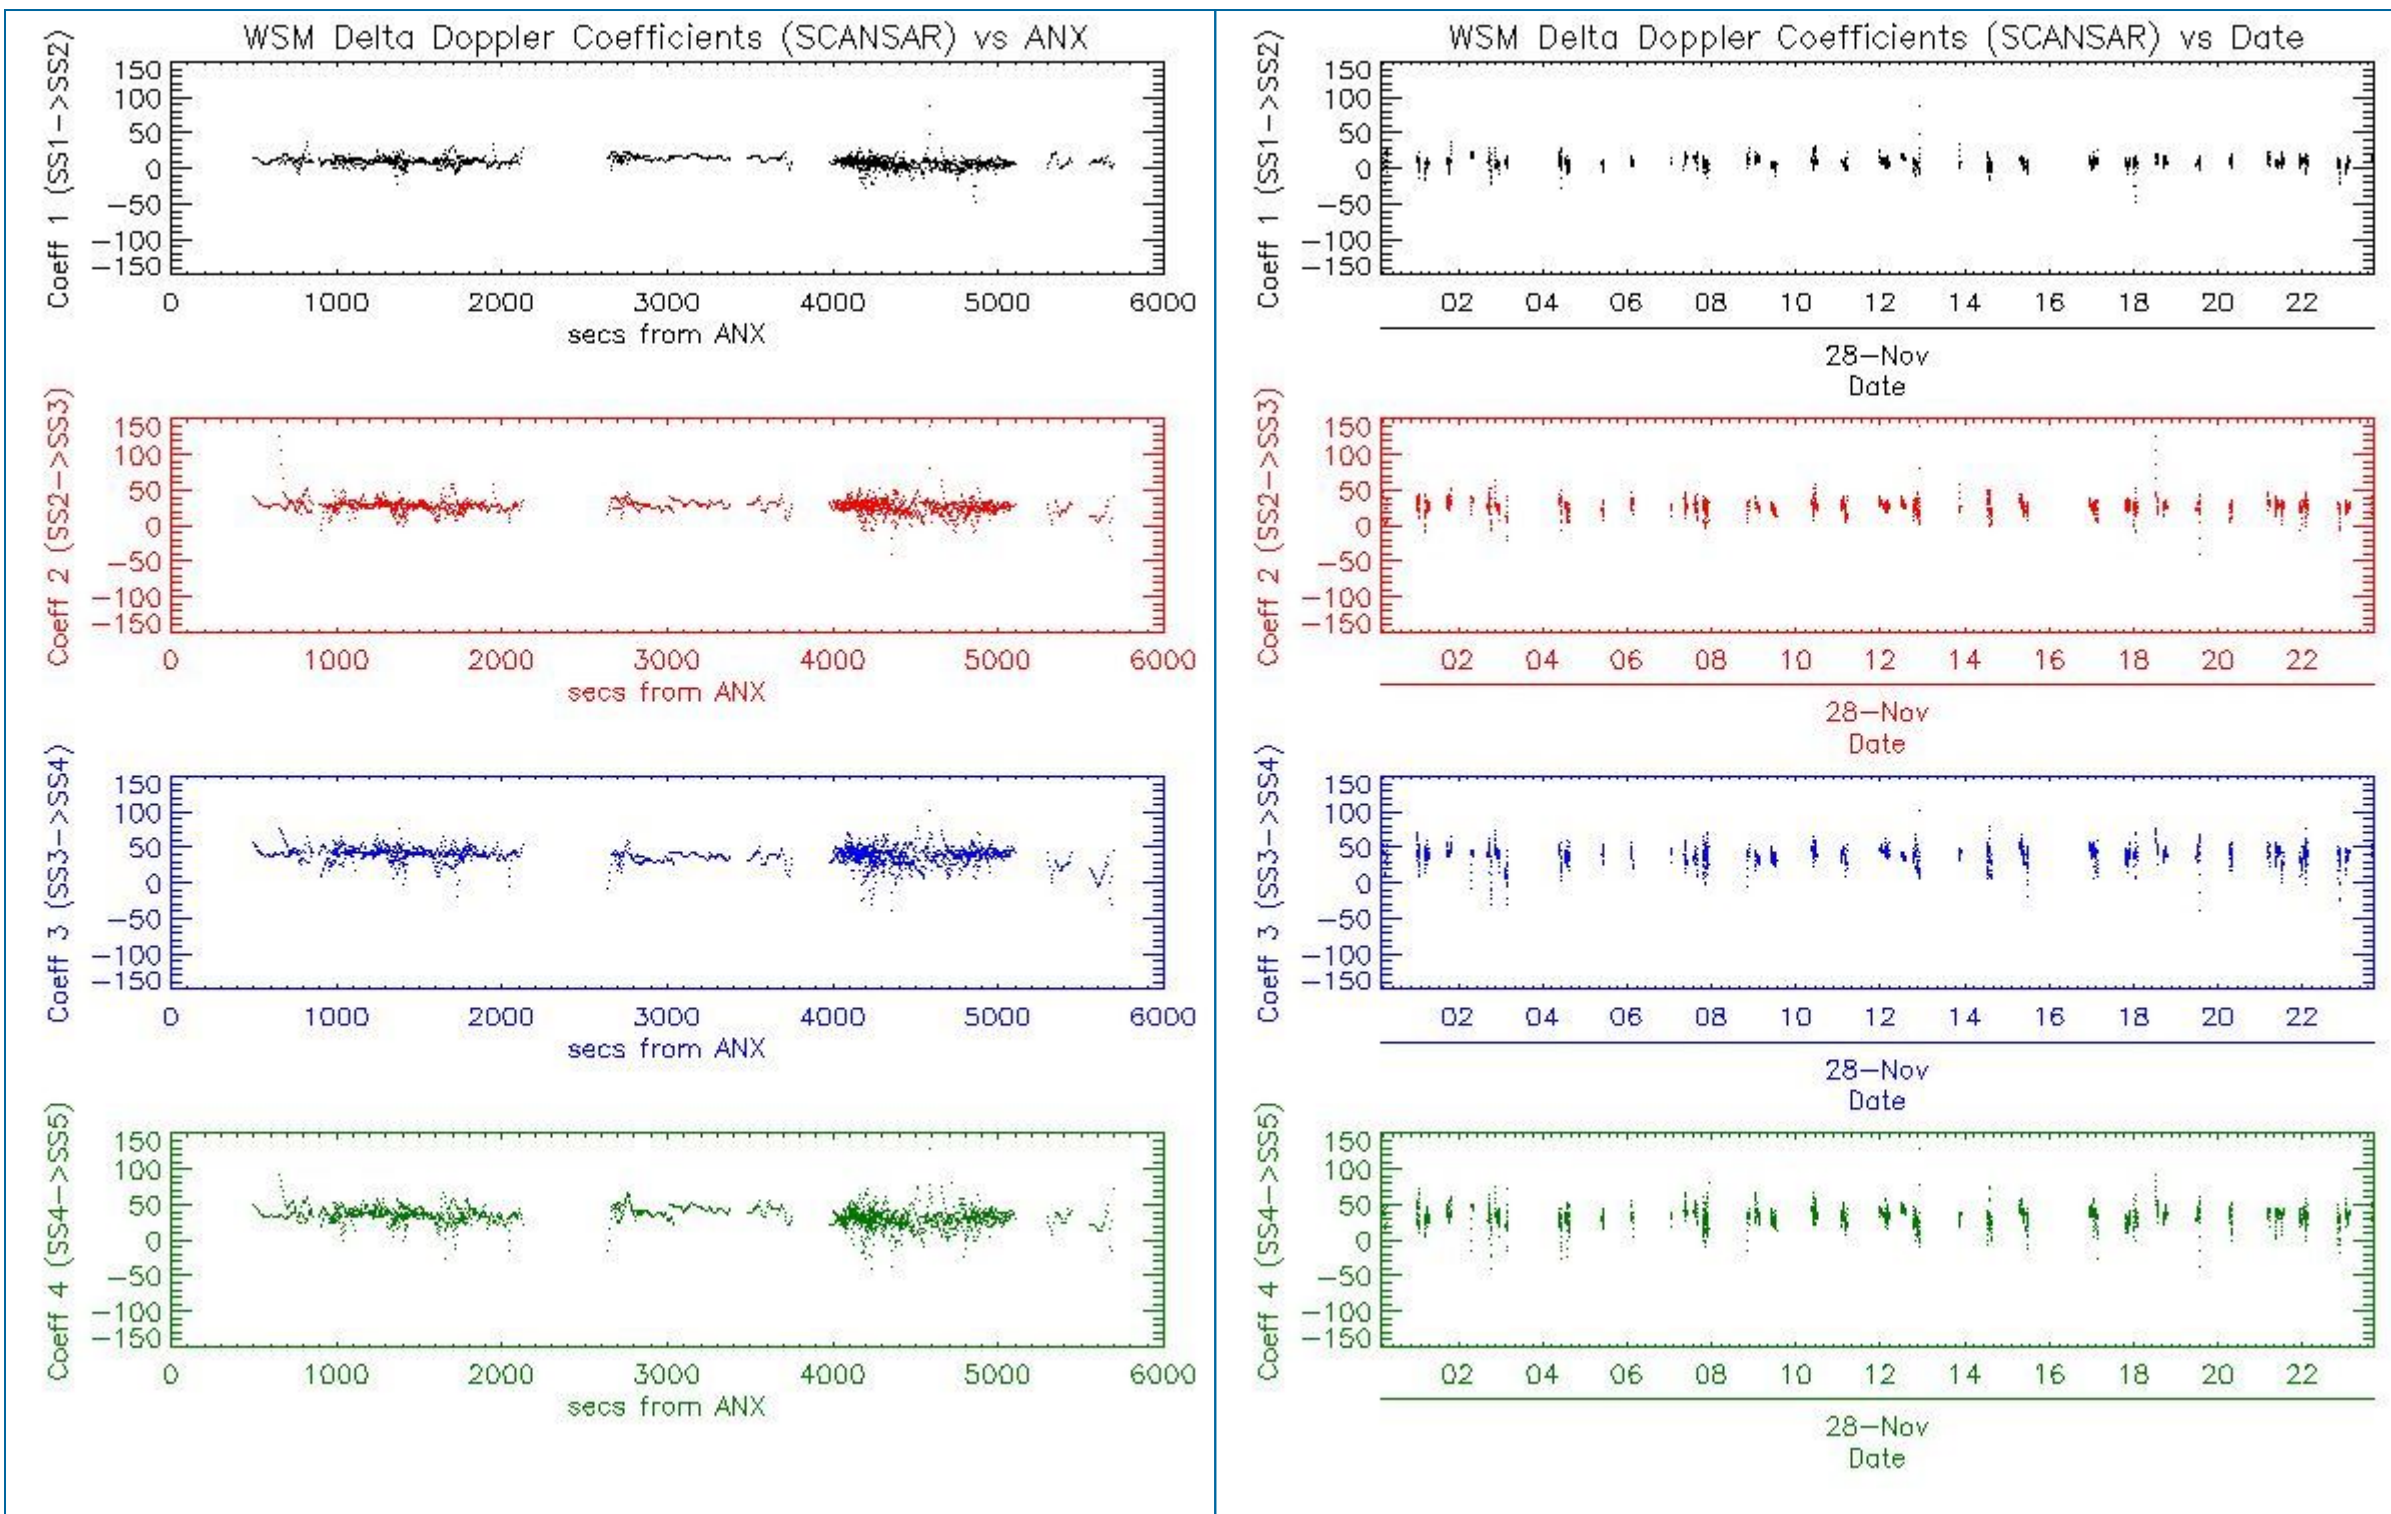 WSM Delta Doppler Coefficients (SCANSAR) vs ANX
Coeff 1 (SS1->SS2)
150
100
50
0
-50
-100
-150
0 1000 2000 3000 4000 5000 6000
secs from ANX
Coeff 2 (SS2->SS3)
150
100
50
0
-50
-100
-150
0 1000 2000 3000 4000 5000 6000
secs from ANX
Coeff 3 (SS3->SS4)
150
100
50
0
-50
-100
-150
0 1000 2000 3000 4000 5000 6000
secs from ANX
Coeff 4 (SS4->SS5)
150
100
50
0
-50
-100
-150
0 1000 2000 3000 4000 5000 6000
secs from ANX
WSM Delta Doppler Coefficients (SCANSAR) vs Date
Coeff 1 (SS1->SS2)
150
100
50
0
-50
-100
-150
02 04 06 08 10 12 14 16 18 20 22
28-Nov
Date
Coeff 2 (SS2->SS3)
150
100
50
0
-50
-100
-150
02 04 06 08 10 12 14 16 18 20 22
28-Nov
Date
Coeff 3 (SS3->SS4)
150
100
50
0
-50
-100
-150
02 04 06 08 10 12 14 16 18 20 22
28-Nov
Date
Coeff 4 (SS4->SS5)
150
100
50
0
-50
-100
-150
02 04 06 08 10 12 14 16 18 20 22
28-Nov
Date